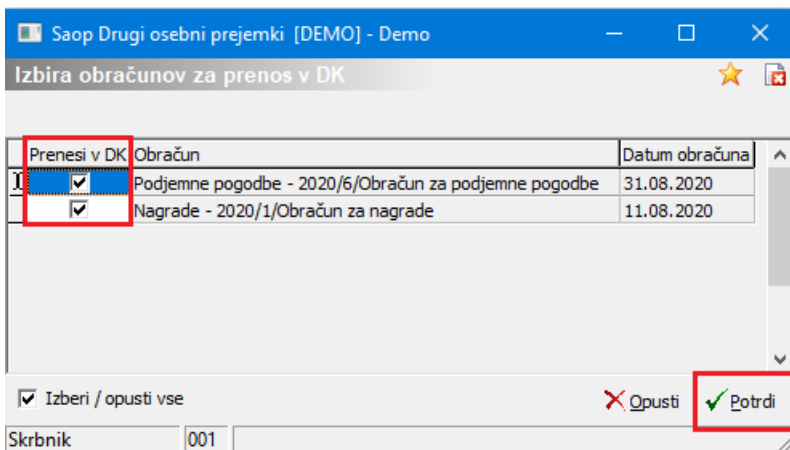 Saop Drugi osebni prejemki [DEMO] - Demo
Izbira obračunov za prenos v DK
Prenesi v DK Obračun Datum obračuna
Podjemne pogodbe - 2020/6/Obračun za podjemne pogodbe 31.08.2020
Nagrade - 2020/1/Obračun za nagrade 11.08.2020
Izberi / opusti vse Opusti Potrdi
Skrbnik 001